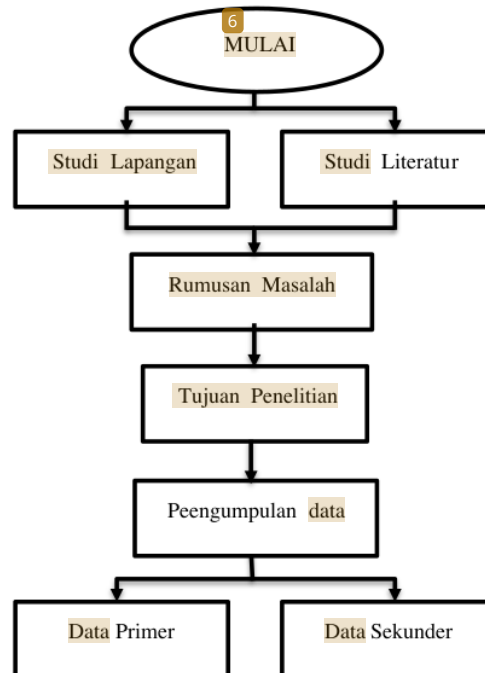 6
MULAI
Studi Lapangan
Studi Literatur
Rumusan Masalah
Tujuan Penelitian
Peengumpulan data
Data Primer
Data Sekunder